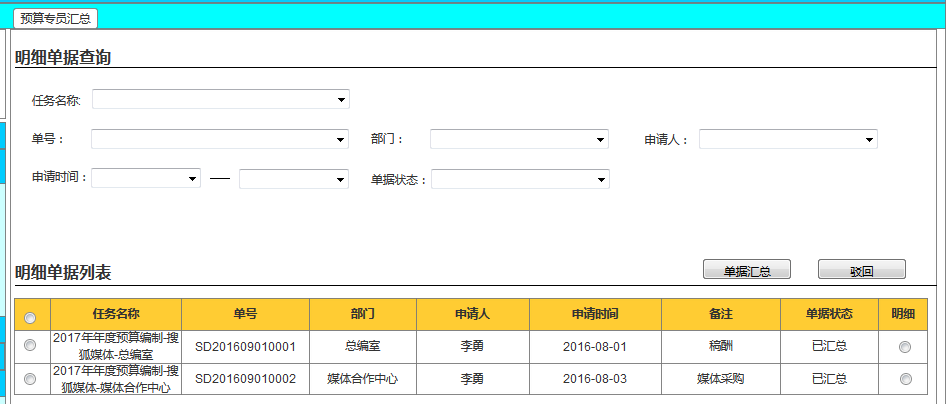 预算专员汇总
明细单据查询
任务名称:
单号： 部门： 申请人：
申请时间： — 单据状态：
明细单据列表 单据汇总 驳回
任务名称 单号 部门 申请人 申请时间 备注 单据状态 明细
2017年年度预算编制-搜
狐媒体-总编室 SD201609010001 总编室 李勇 2016-08-01 稿酬 已汇总
2017年年度预算编制-搜
狐媒体-媒体合作中心 SD201609010002 媒体合作中心 李勇 2016-08-03 媒体采购 已汇总